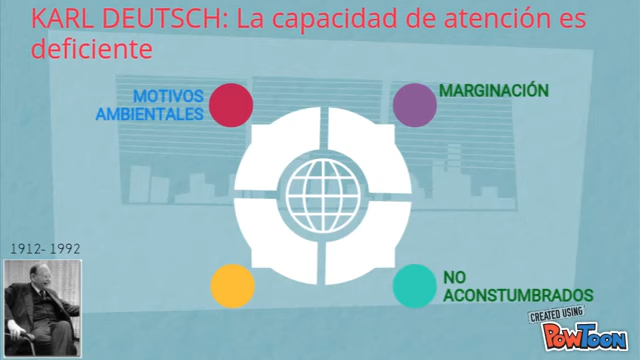 KARL DEUTSCH: La capacidad de atención es
deficiente
MOTIVOS
AMBIENTALES
MARGINACIÓN
1912- 1992
NO
ACONSTUMBRADOS
CREATED USING
POWTOON